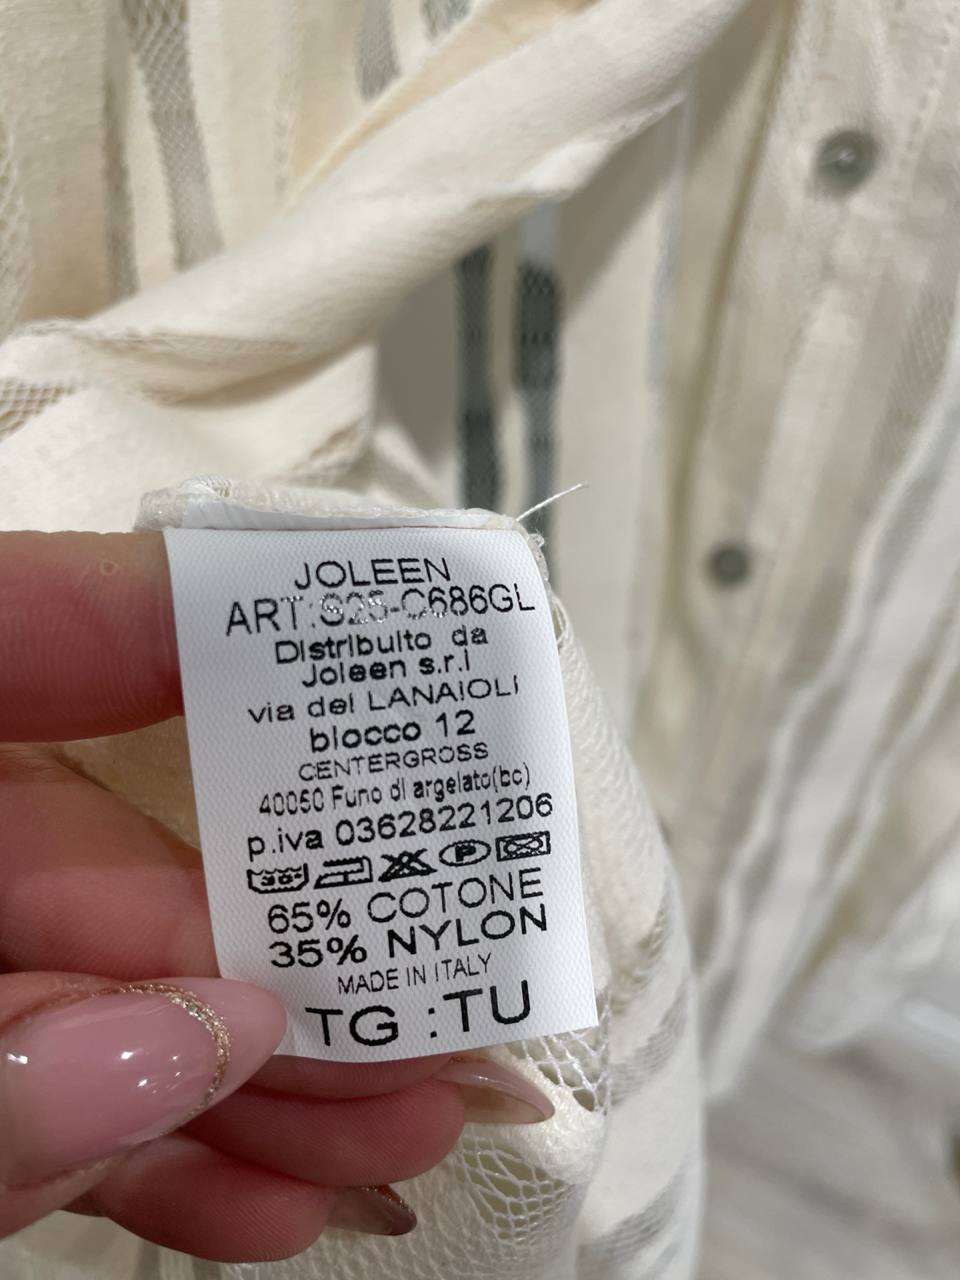 JOLEEN
ART:S25-C686GL
Distribuito da
Joleen s.r.l
via dei LANAIOLI
blocco 12
CENTERGROSS
40050 Funo di argelato(bo)
p.iva 03628221206
30°
P
65% COTONE
35% NYLON
MADE IN ITALY
TG :TU